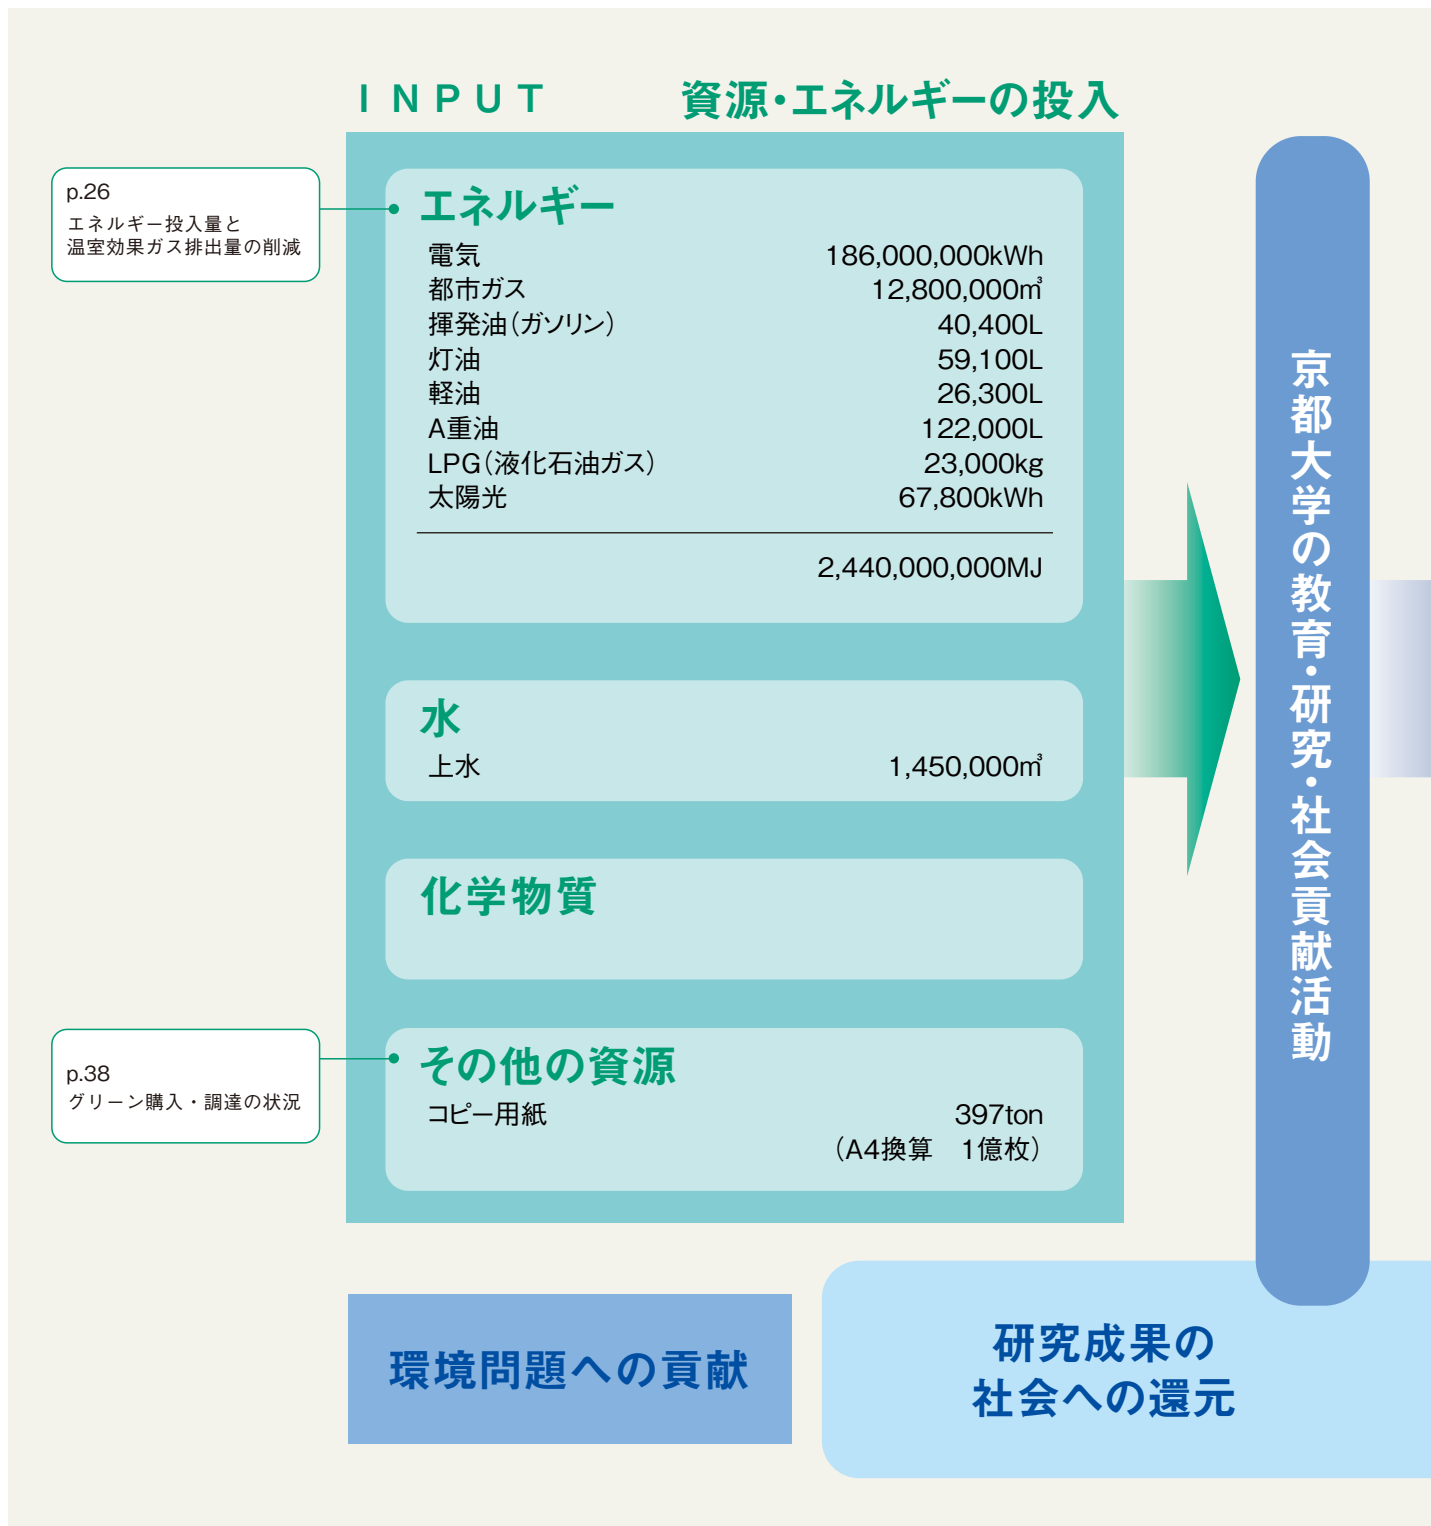 INPUT 資源・エネルギーの投入
p.26
エネルギー投入量と
温室効果ガス排出量の削減
エネルギー
電気 186,000,000kWh
都市ガス 12,800,000㎥
揮発油(ガソリン) 40,400L
灯油 59,100L
軽油 26,300L
A重油 122,000L
LPG(液化石油ガス) 23,000kg
太陽光 67,800kWh
2,440,000,000MJ
水
上水 1,450,000㎥
化学物質
p.38
グリーン購入・調達の状況
その他の資源
コピー用紙 397ton
(A4換算 1億枚)
京都大学の教育・研究・社会貢献活動
環境問題への貢献
研究成果の
社会への還元